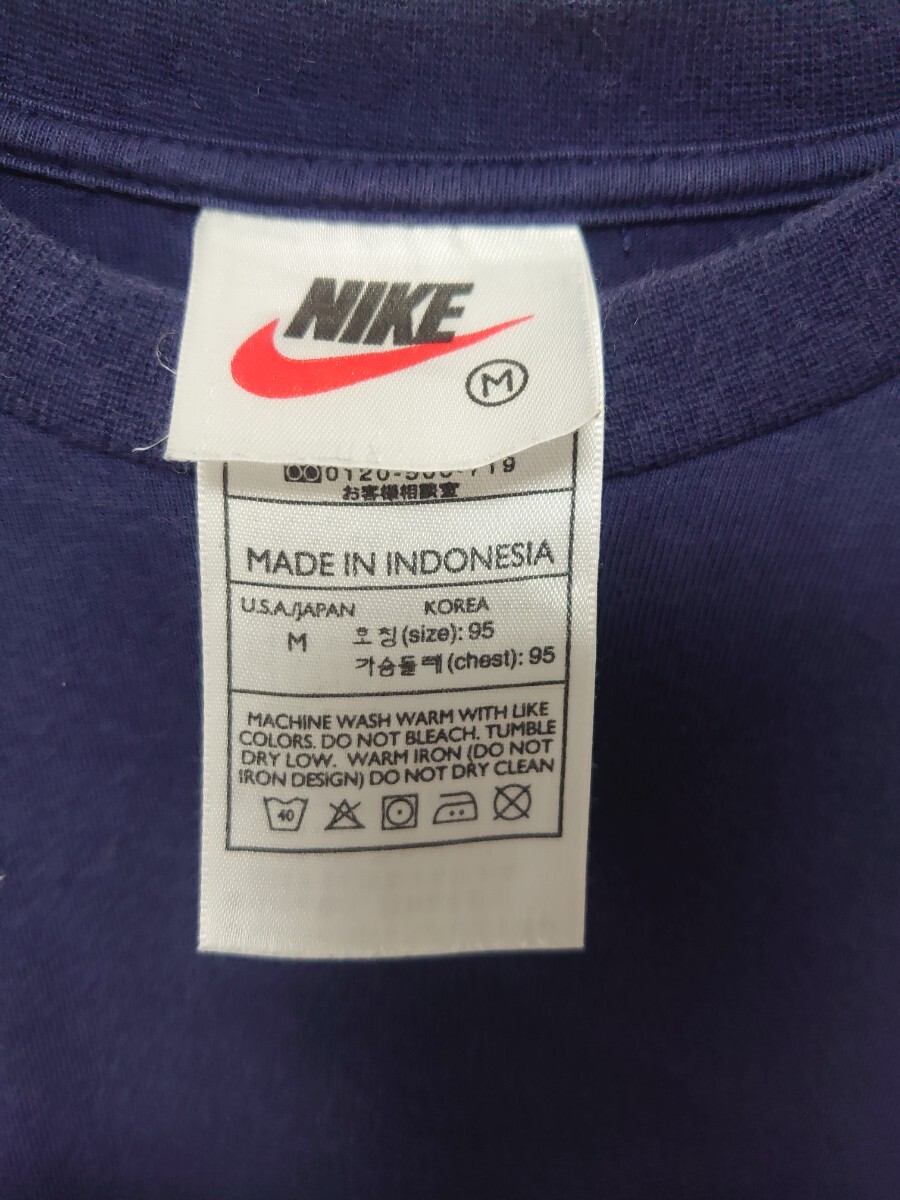 NIKE
M
お客様相談室
MADE IN INDONESIA
U.S.A./JAPAN KOREA
M 호칭(size): 95
가슴둘레(chest): 95
MACHINE WASH WARM WITH LIKE
COLORS. DO NOT BLEACH. TUMBLE
DRY LOW. WARM IRON (DO NOT
IRON DESIGN) DO NOT DRY CLEAN
40